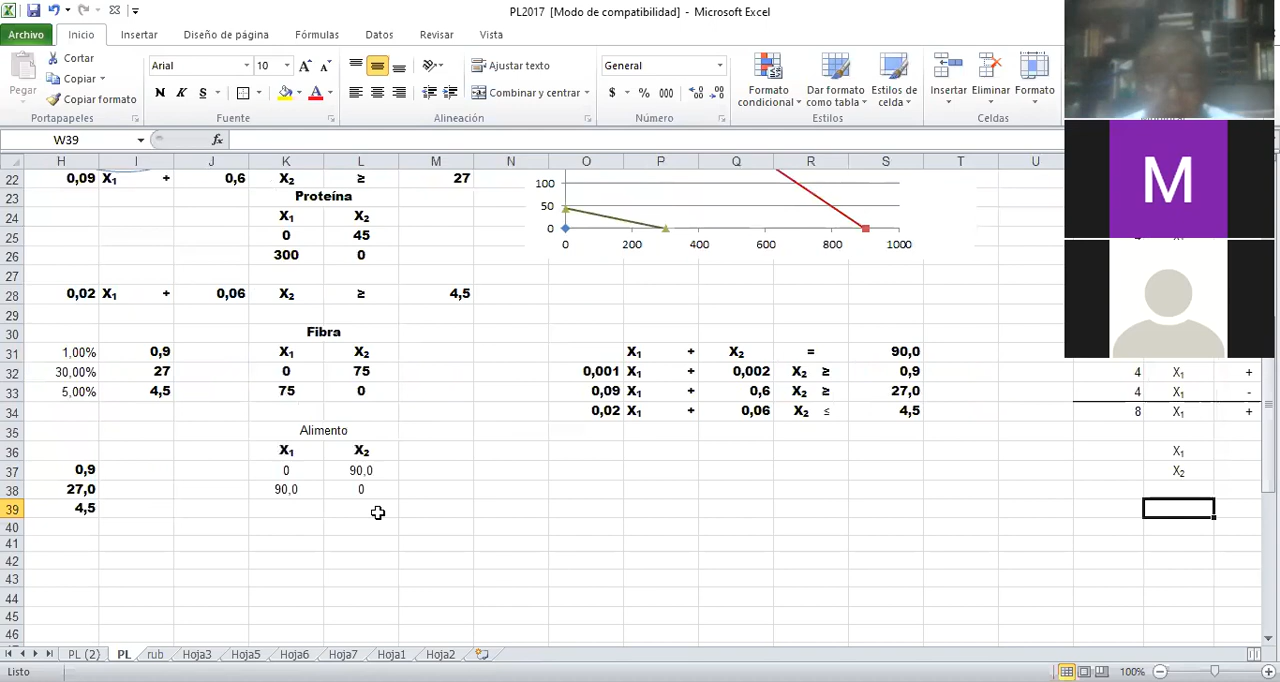 PL2017 [Modo de compatibilidad] - Microsoft Excel
Archivo Inicio Insertar Diseño de página Fórmulas Datos Revisar Vista
Pegar
Cortar
Copiar
Copiar formato
Portapapeles
Arial 10
N K S
Fuente
Ajustar texto
Combinar y centrar
Alineación
General
$ % 000
Número
Formato condicional
Dar formato como tabla
Estilos de celda
Estilos
Insertar Eliminar Formato
Celdas
W39 fx
H I J K L M N O P Q R S T U
22 0,09 X₁ + 0,6 X₂ ≥ 27
23 Proteína
24 X₁ X₂
25 0 45
26 300 0
27
28 0,02 X₁ + 0,06 X₂ ≥ 4,5
29
30 Fibra
31 1,00% 0,9 X₁ X₂ X₁ + X₂ = 90,0
32 30,00% 27 0 75 0,001 X₁ + 0,002 X₂ ≥ 0,9 4 X₁ +
33 5,00% 4,5 75 0 0,09 X₁ + 0,6 X₂ ≥ 27,0 4 X₁ -
34 0,02 X₁ + 0,06 X₂ ≤ 4,5 8 X₁ +
35 Alimento
36 X₁ X₂ X₁
37 0,9 0 90,0 X₂
38 27,0 90,0 0
39 4,5
40
41
42
43
44
45
46
100
50
0
0 200 400 600 800 1000
M
PL (2) PL rub Hoja3 Hoja5 Hoja6 Hoja7 Hoja1 Hoja2
Listo 100%